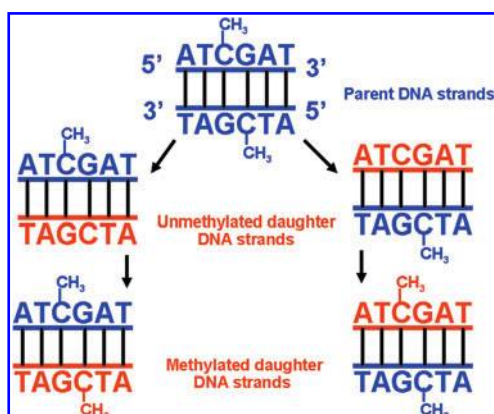 CH3
5’ ATCGAT 3’
3’ TAGCTA 5’
CH3
Parent DNA strands
CH3
ATCGAT
TAGCTA
Unmethylated daughter
DNA strands
ATCGAT
TAGCTA
CH3
CH3
ATCGAT
TAGCTA
CH3
Methylated daughter
DNA strands
CH3
ATCGAT
TAGCTA
CH3